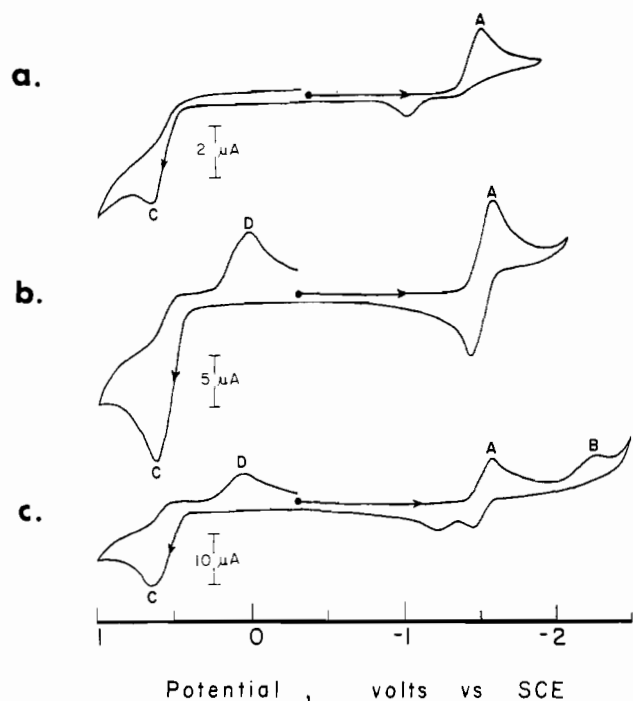 A
a.
2 μA
C
D
A
b.
5 μA
C
D
A
B
c.
10 μA
C
1 0 -1 -2
Potential , volts vs SCE